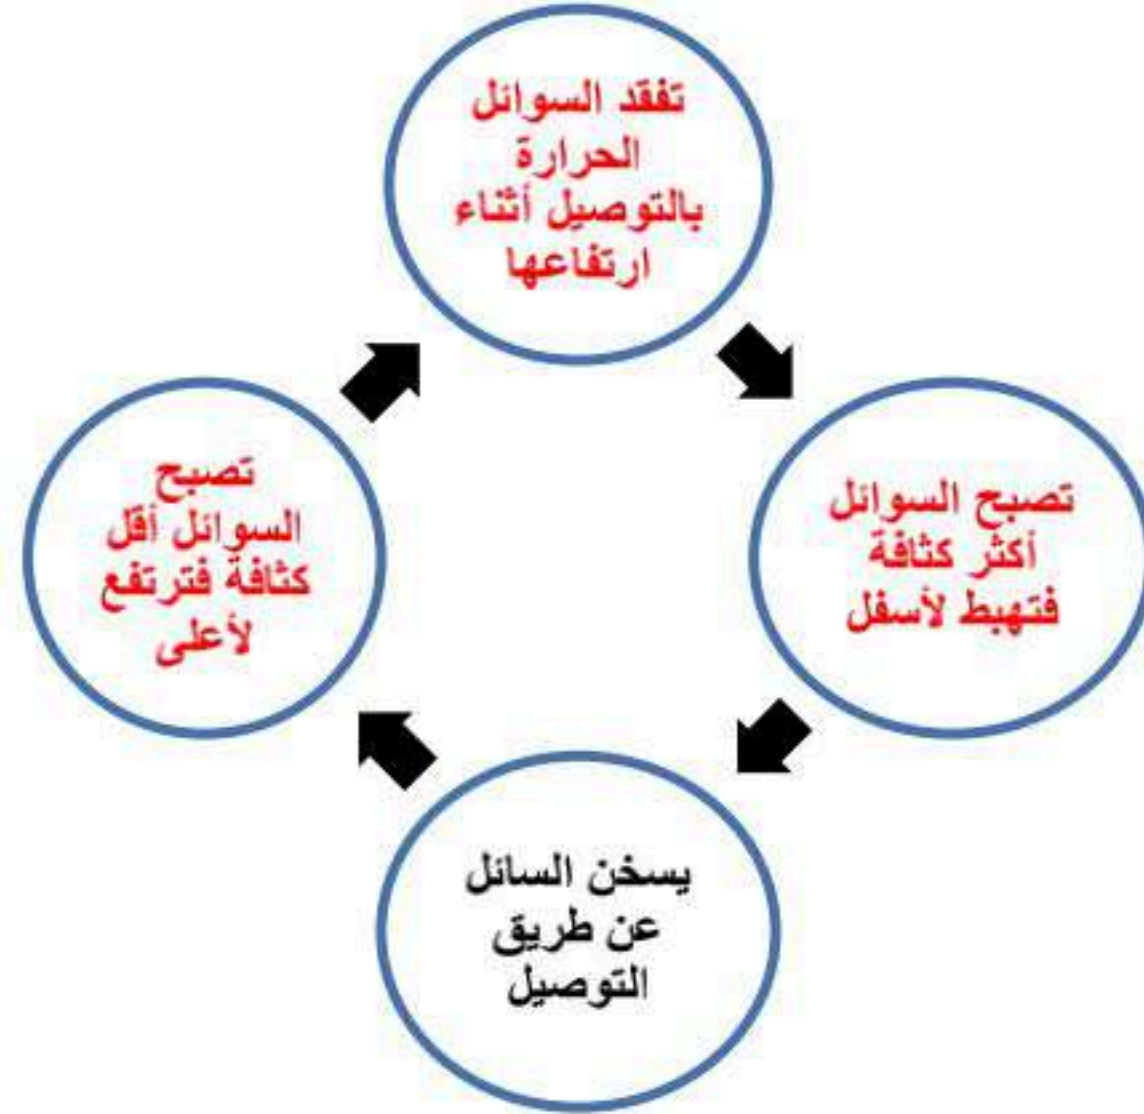 تفقد السوائل
الحرارة
بالتوصيل أثناء
ارتفاعها
تصبح السوائل
أكثر كثافة
فتهبط لأسفل
يسخن السائل
عن طريق
التوصيل
تصبح
السوائل أقل
كثافة فترتفع
لأعلى